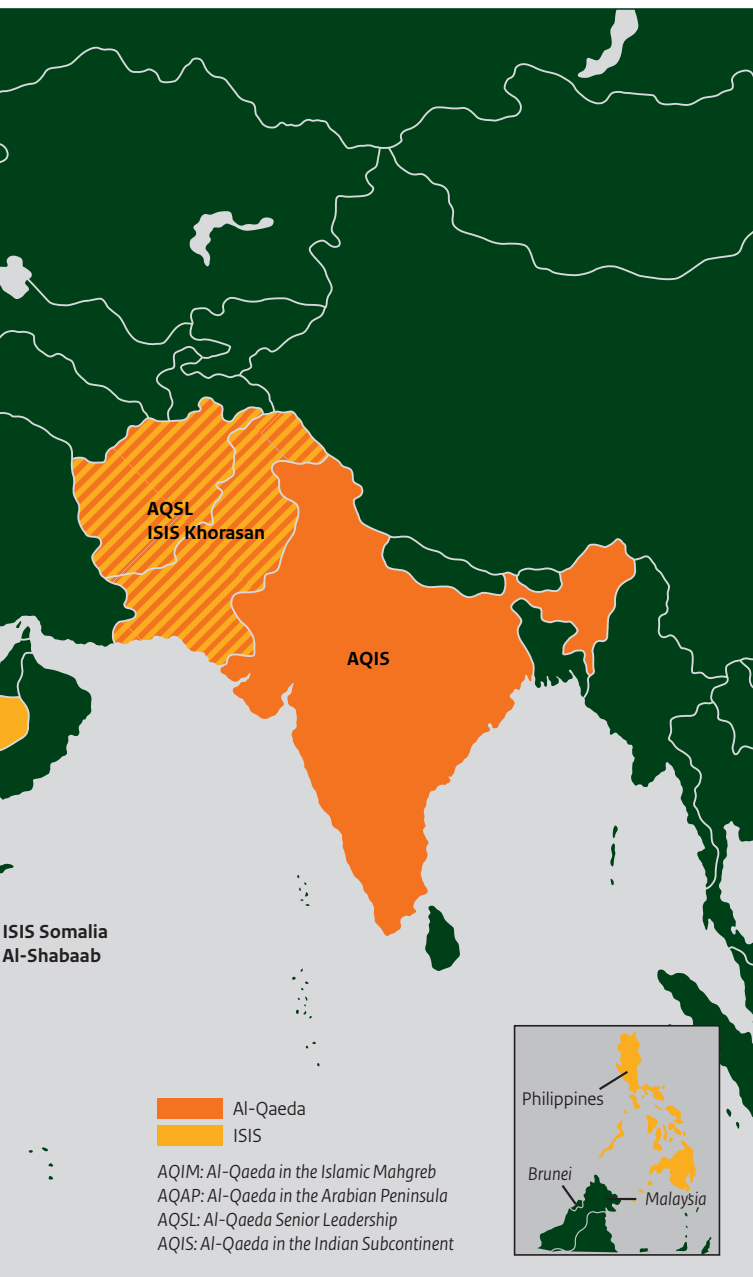 AQSL
ISIS Khorasan
AQIS
ISIS Somalia
Al-Shabaab
Al-Qaeda
ISIS
AQIM: Al-Qaeda in the Islamic Mahgreb
AQAP: Al-Qaeda in the Arabian Peninsula
AQSL: Al-Qaeda Senior Leadership
AQIS: Al-Qaeda in the Indian Subcontinent
Philippines
Brunei
Malaysia